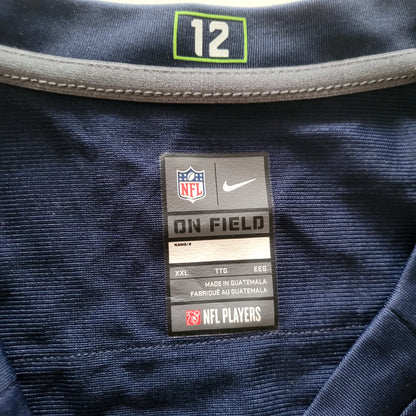 12
NFL
ON FIELD
NAME/#
XXL TTG EEG
MADE IN GUATEMALA
FABRIQUÉ AU GUATEMALA
NFL PLAYERS